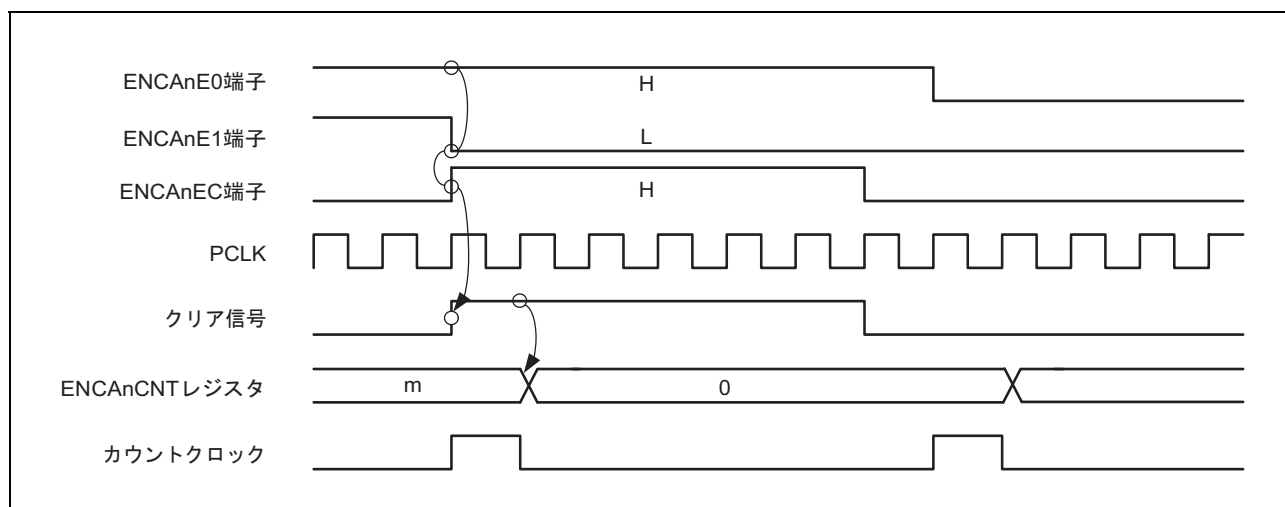 ENCAnE0端子
H
ENCAnE1端子
L
ENCAnEC端子
H
PCLK
クリア信号
ENCAnCNTレジスタ
m
0
カウントクロック